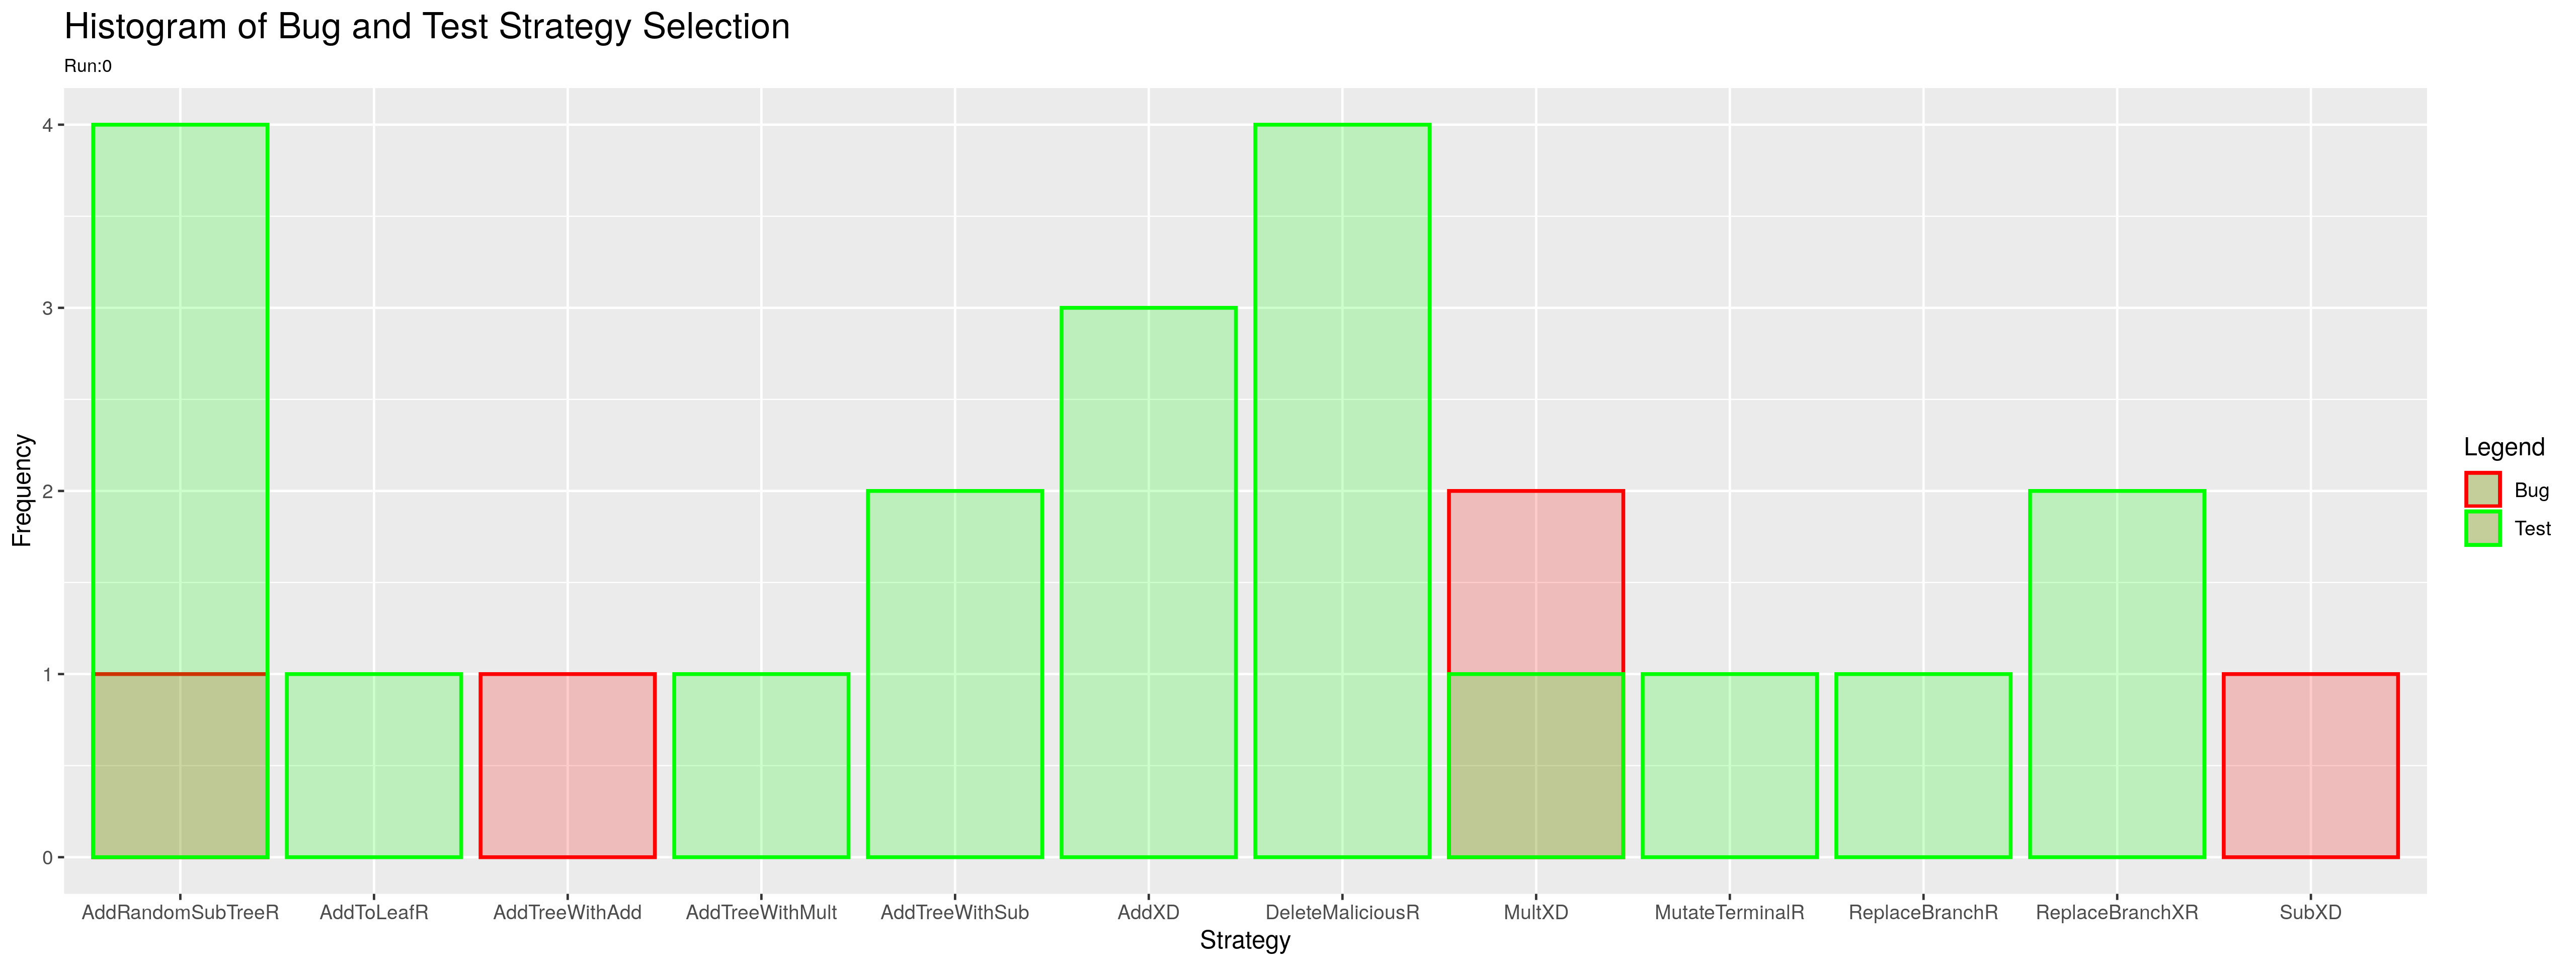 Histogram of Bug and Test Strategy Selection
Run:0
Frequency
4
3
2
1
0
AddRandomSubTreeR AddToLeafR AddTreeWithAdd AddTreeWithMult AddTreeWithSub AddXD DeleteMaliciousR MultXD MutateTerminalR ReplaceBranchR ReplaceBranchXR SubXD
Strategy
Legend
Bug
Test